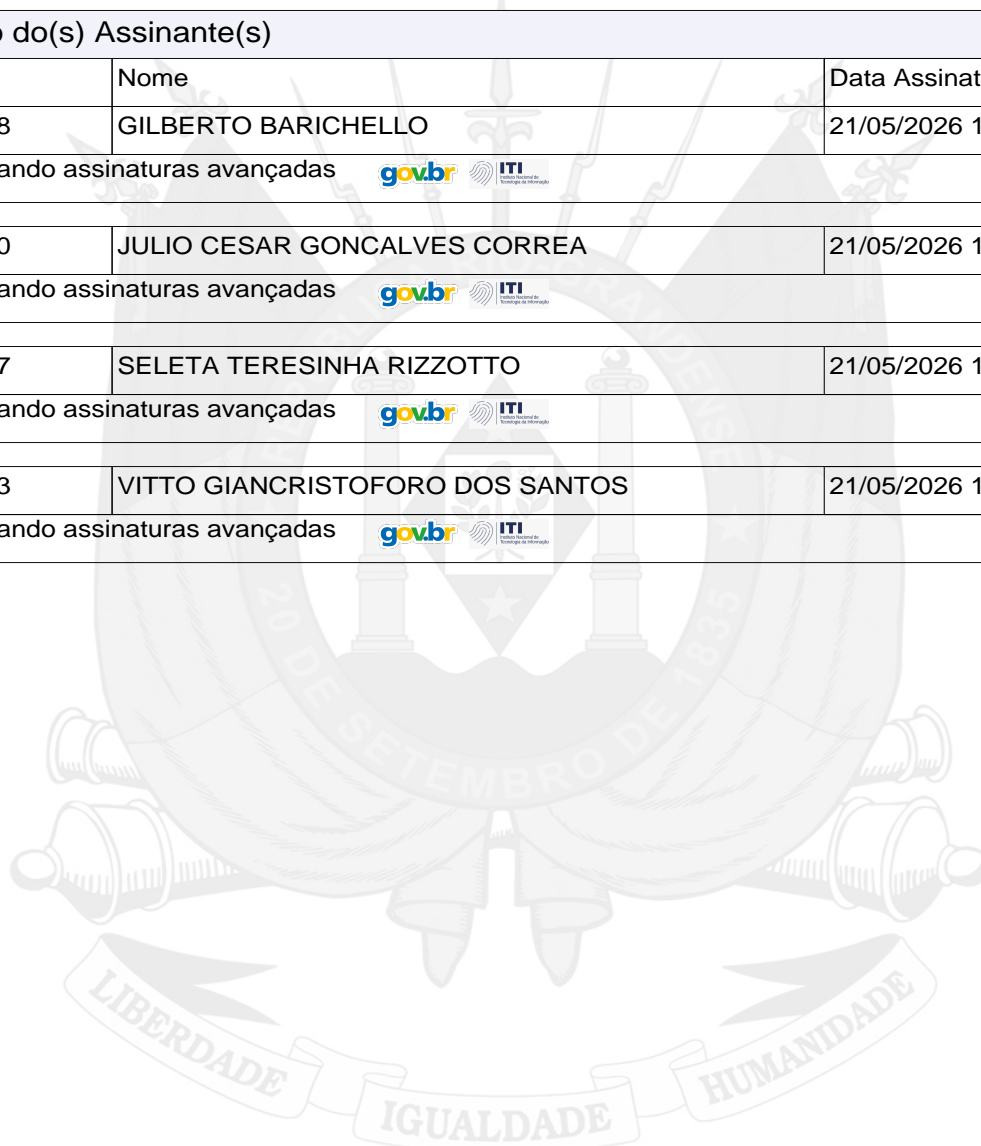 do(s) Assinante(s)
Nome Data Assinat
8 GILBERTO BARICHELLO 21/05/2026 1
ando assinaturas avançadas gov.br ITI
0 JULIO CESAR GONCALVES CORREA 21/05/2026 1
ando assinaturas avançadas gov.br ITI
7 SELETA TERESINHA RIZZOTTO 21/05/2026 1
ando assinaturas avançadas gov.br ITI
3 VITTO GIANCRISTOFORO DOS SANTOS 21/05/2026 1
ando assinaturas avançadas gov.br ITI
20 DE SETEMBRO DE 1835
LIBERDADE IGUALDADE HUMANIDADE